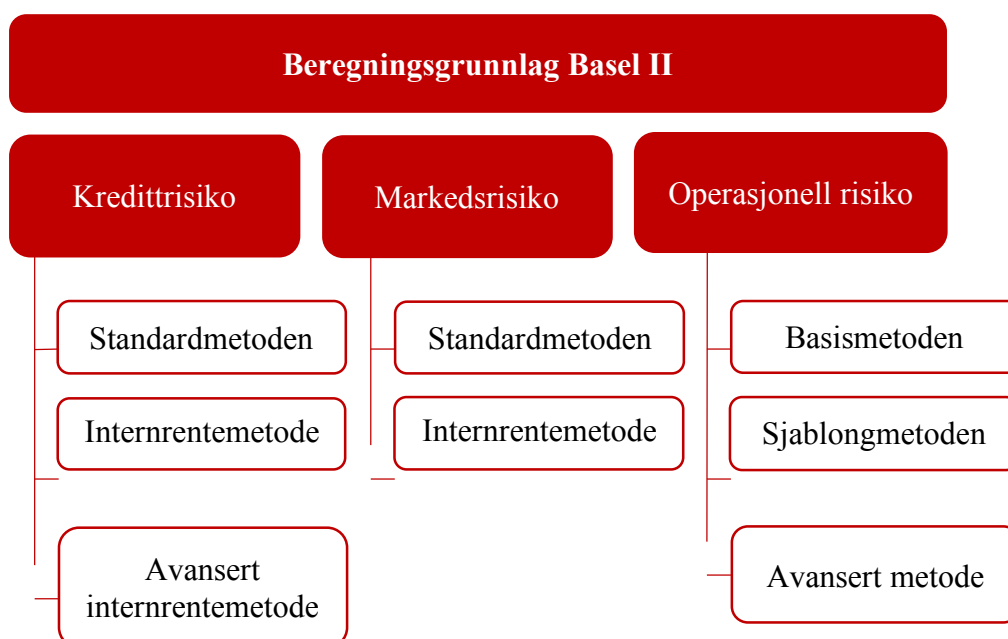 Beregningsgrunnlag Basel II
Kredittrisiko
Markedsrisiko
Operasjonell risiko
Standardmetoden
Standardmetoden
Basismetoden
Internrentemetode
Internrentemetode
Sjablongmetoden
Avansert
internrentemetode
Avansert metode